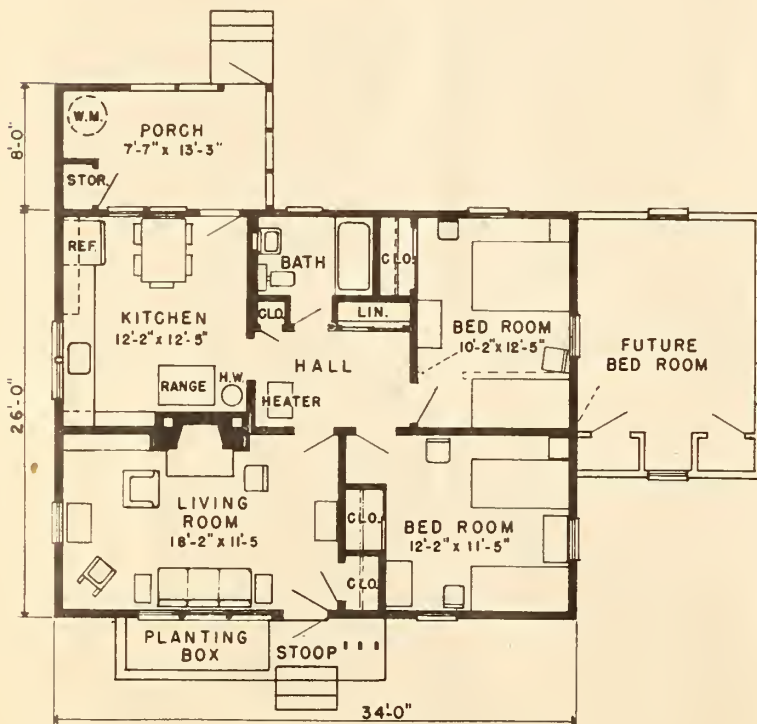 W.M.
PORCH
7'-7" x 13'-3"
8'-0"
STOR.
REF.
BATH
CLO.
KITCHEN
12'-2" x 12'-5"
CLO.
LIN.
BED ROOM
10'-2" x 12'-5"
FUTURE
BED ROOM
HALL
RANGE
H.W.
HEATER
26'-0"
LIVING
ROOM
18'-2" x 11'-5
CLO.
BED ROOM
12'-2" x 11'-5"
CLO.
PLANTING
BOX
STOOP
34'-0"